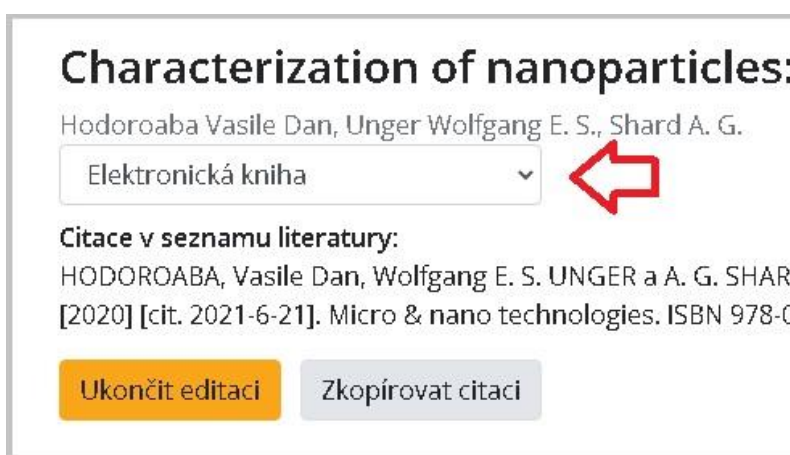 Characterization of nanoparticles:
Hodoroaba Vasile Dan, Unger Wolfgang E. S., Shard A. G.
Elektronická kniha
Citace v seznamu literatury:
HODOROABA, Vasile Dan, Wolfgang E. S. UNGER a A. G. SHAR
[2020] [cit. 2021-6-21]. Micro & nano technologies. ISBN 978-0
Ukončit editaci
Zkopírovat citaci